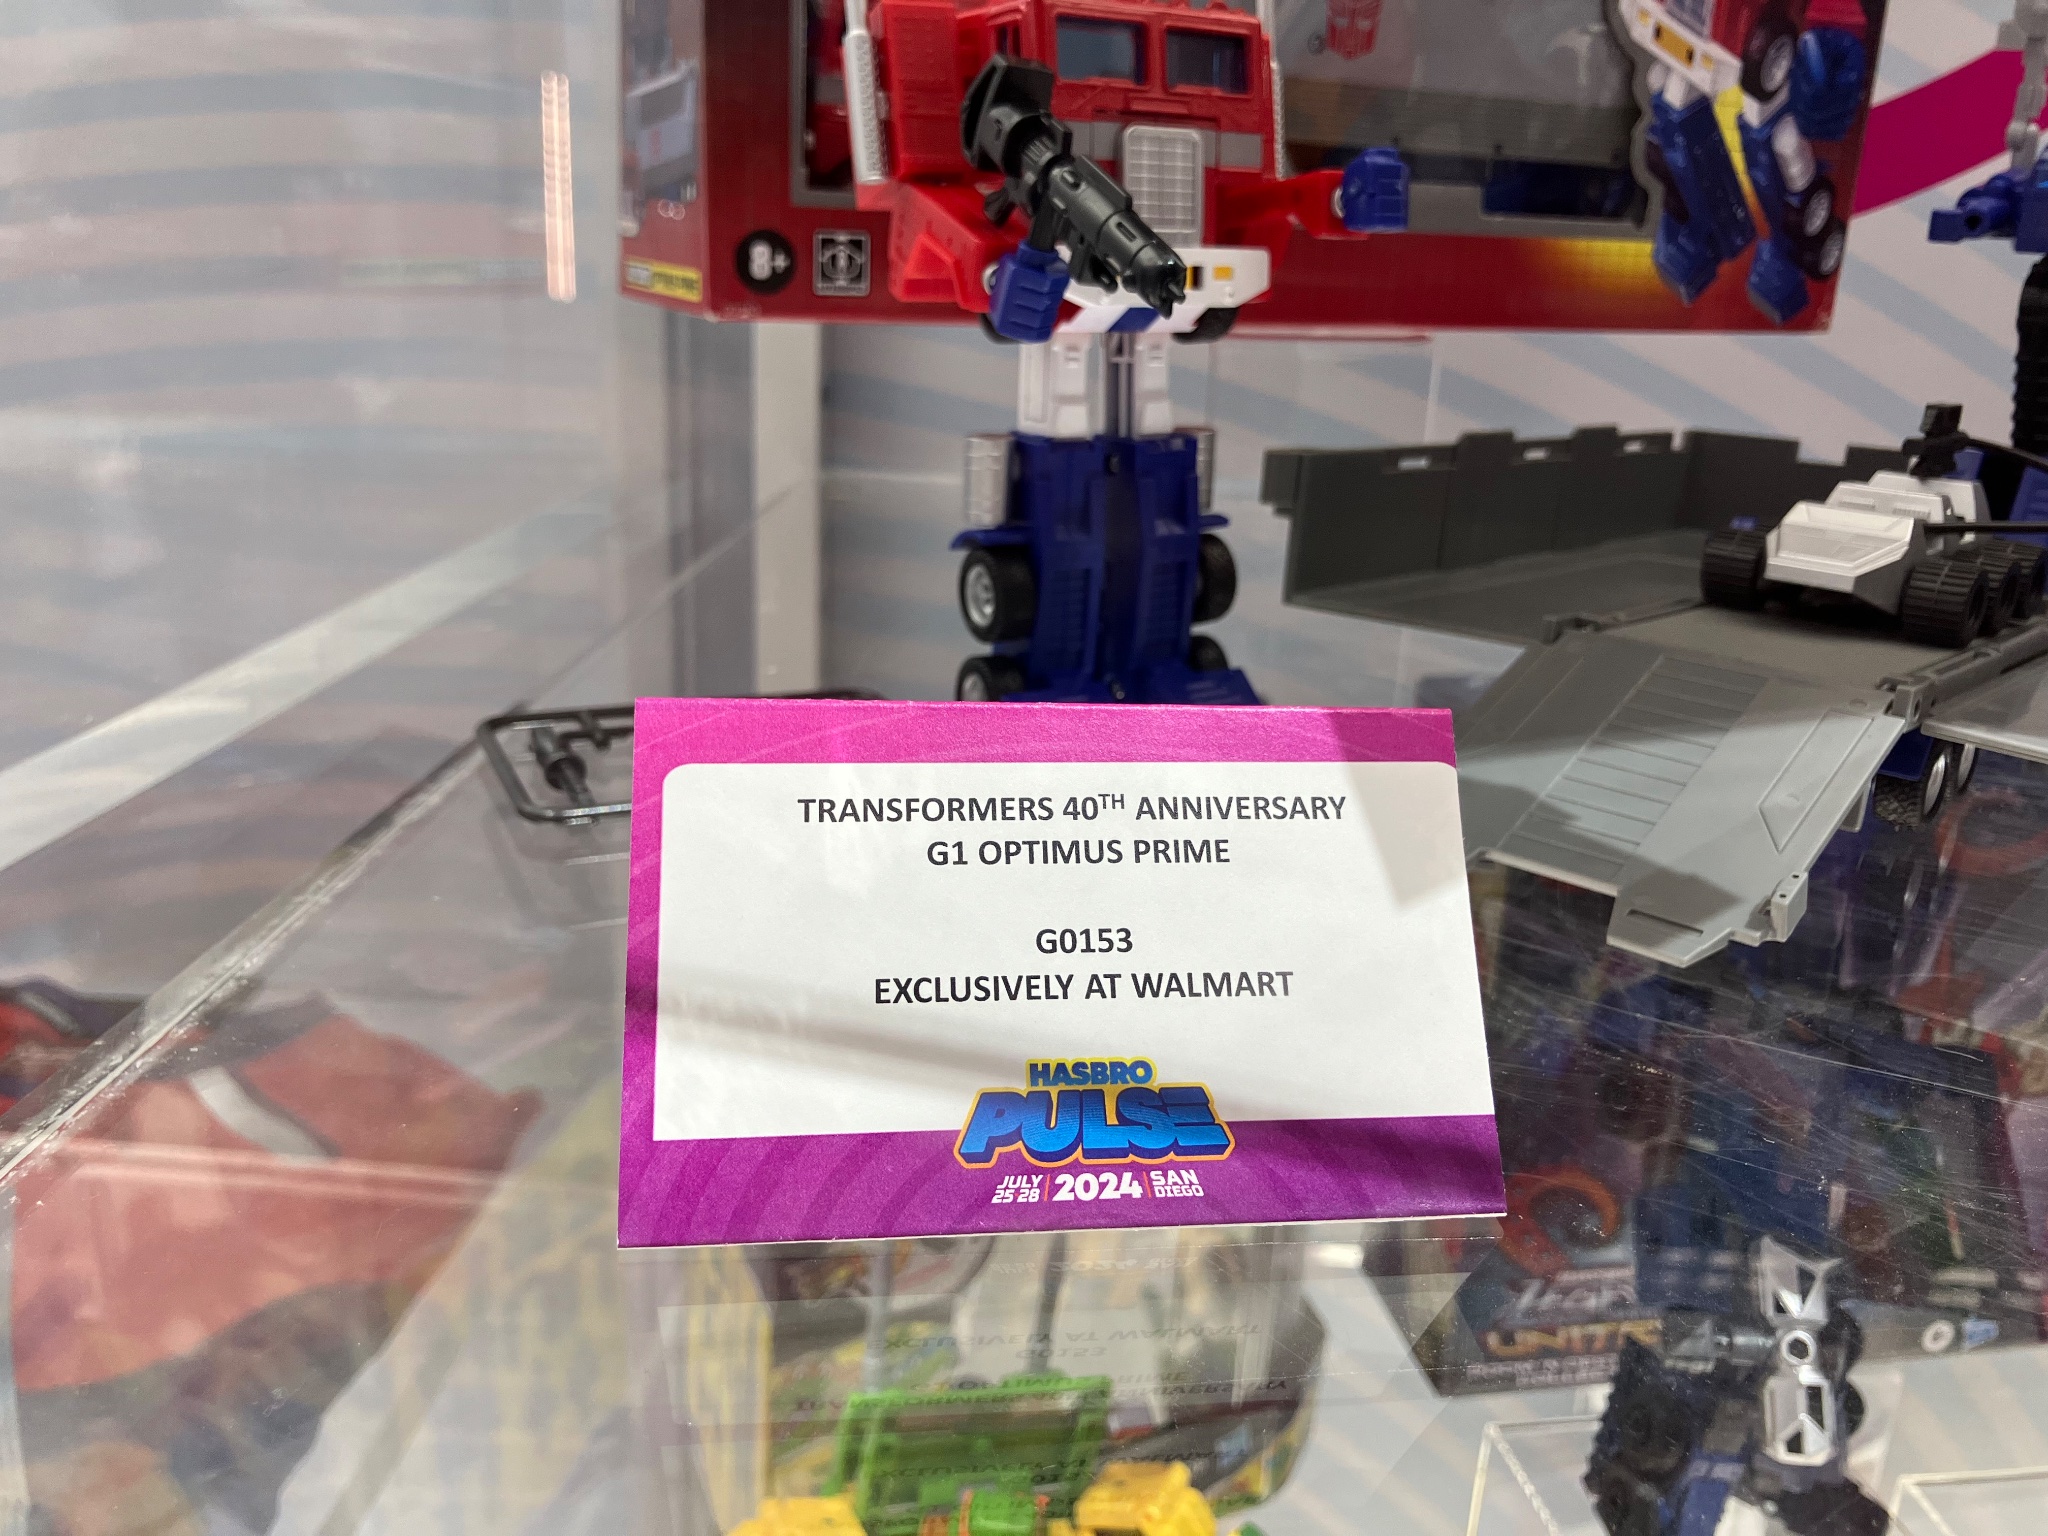 8+
TRANSFORMERS 40TH ANNIVERSARY
G1 OPTIMUS PRIME
G0153
EXCLUSIVELY AT WALMART
HASBRO
PULSE
JULY
25-28
2024
SAN
DIEGO